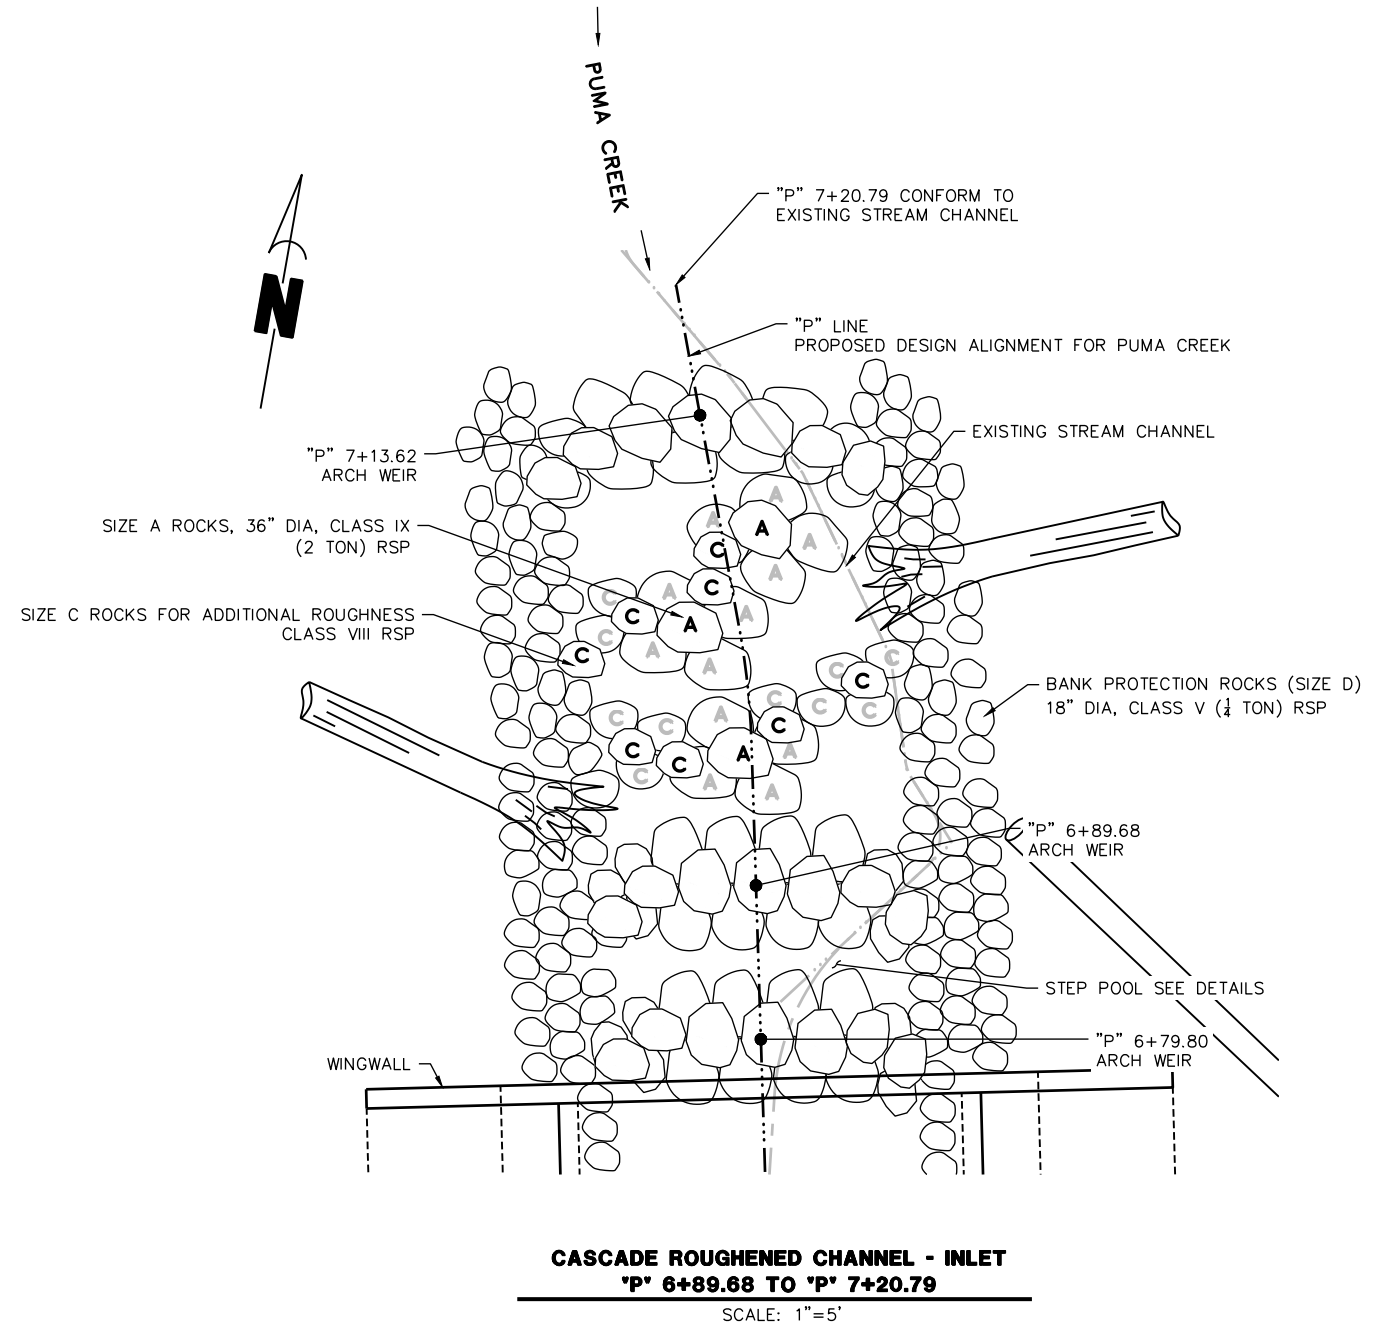 PUMA CREEK
"P" 7+20.79 CONFORM TO
EXISTING STREAM CHANNEL
N
"P" LINE
PROPOSED DESIGN ALIGNMENT FOR PUMA CREEK
EXISTING STREAM CHANNEL
"P" 7+13.62
ARCH WEIR
SIZE A ROCKS, 36" DIA, CLASS IX
(2 TON) RSP
SIZE C ROCKS FOR ADDITIONAL ROUGHNESS
CLASS VIII RSP
A
A
A
A
C
A
C
A
C
A
C
A
A
C
C
A
A
C
C
C
C
C
C
C
C
A
C
C
C
A
A
C
C
A
A
BANK PROTECTION ROCKS (SIZE D)
18" DIA, CLASS V (¼ TON) RSP
"P" 6+89.68
ARCH WEIR
STEP POOL SEE DETAILS
"P" 6+79.80
ARCH WEIR
WINGWALL
CASCADE ROUGHENED CHANNEL - INLET
"P" 6+89.68 TO "P" 7+20.79
SCALE: 1"=5'